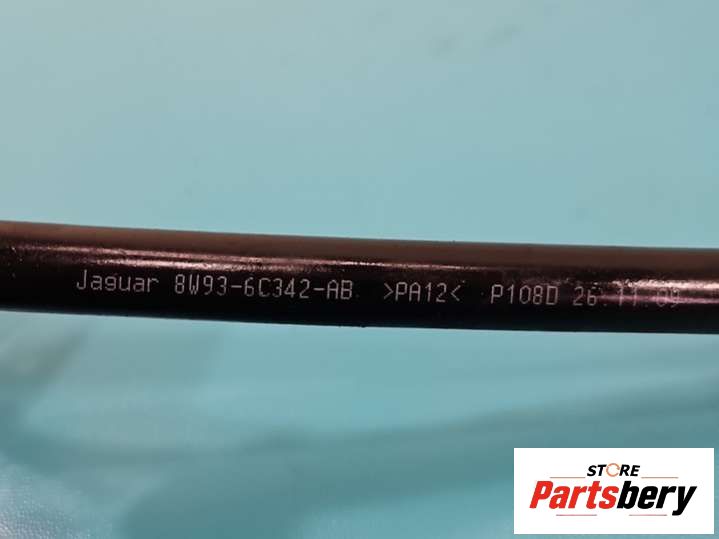 Jaguar 8W93-6C342-AB >PA12< P108D 26 11 09
STORE
Partsbery